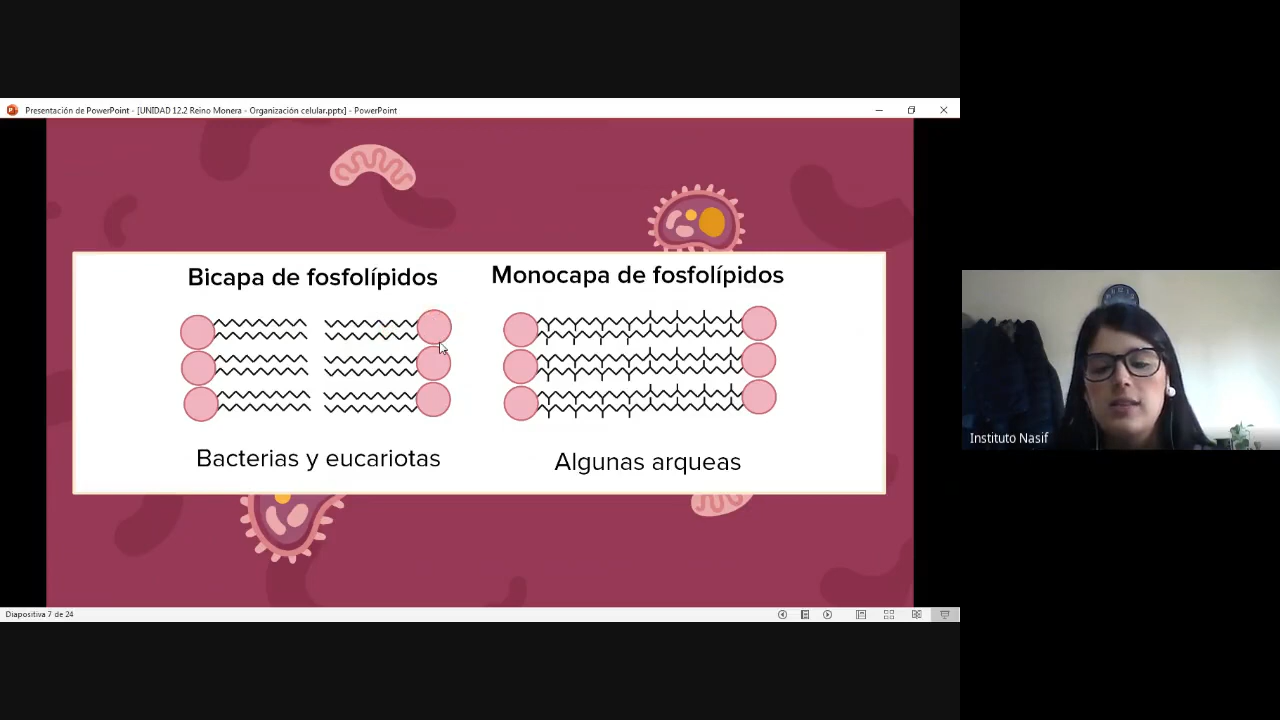 Presentación de PowerPoint - [UNIDAD 12.2 Reino Monera - Organización celular.pptx] - PowerPoint
Bicapa de fosfolípidos
Monocapa de fosfolípidos
Bacterias y eucariotas
Algunas arqueas
Instituto Nasif
Diapositiva 7 de 24